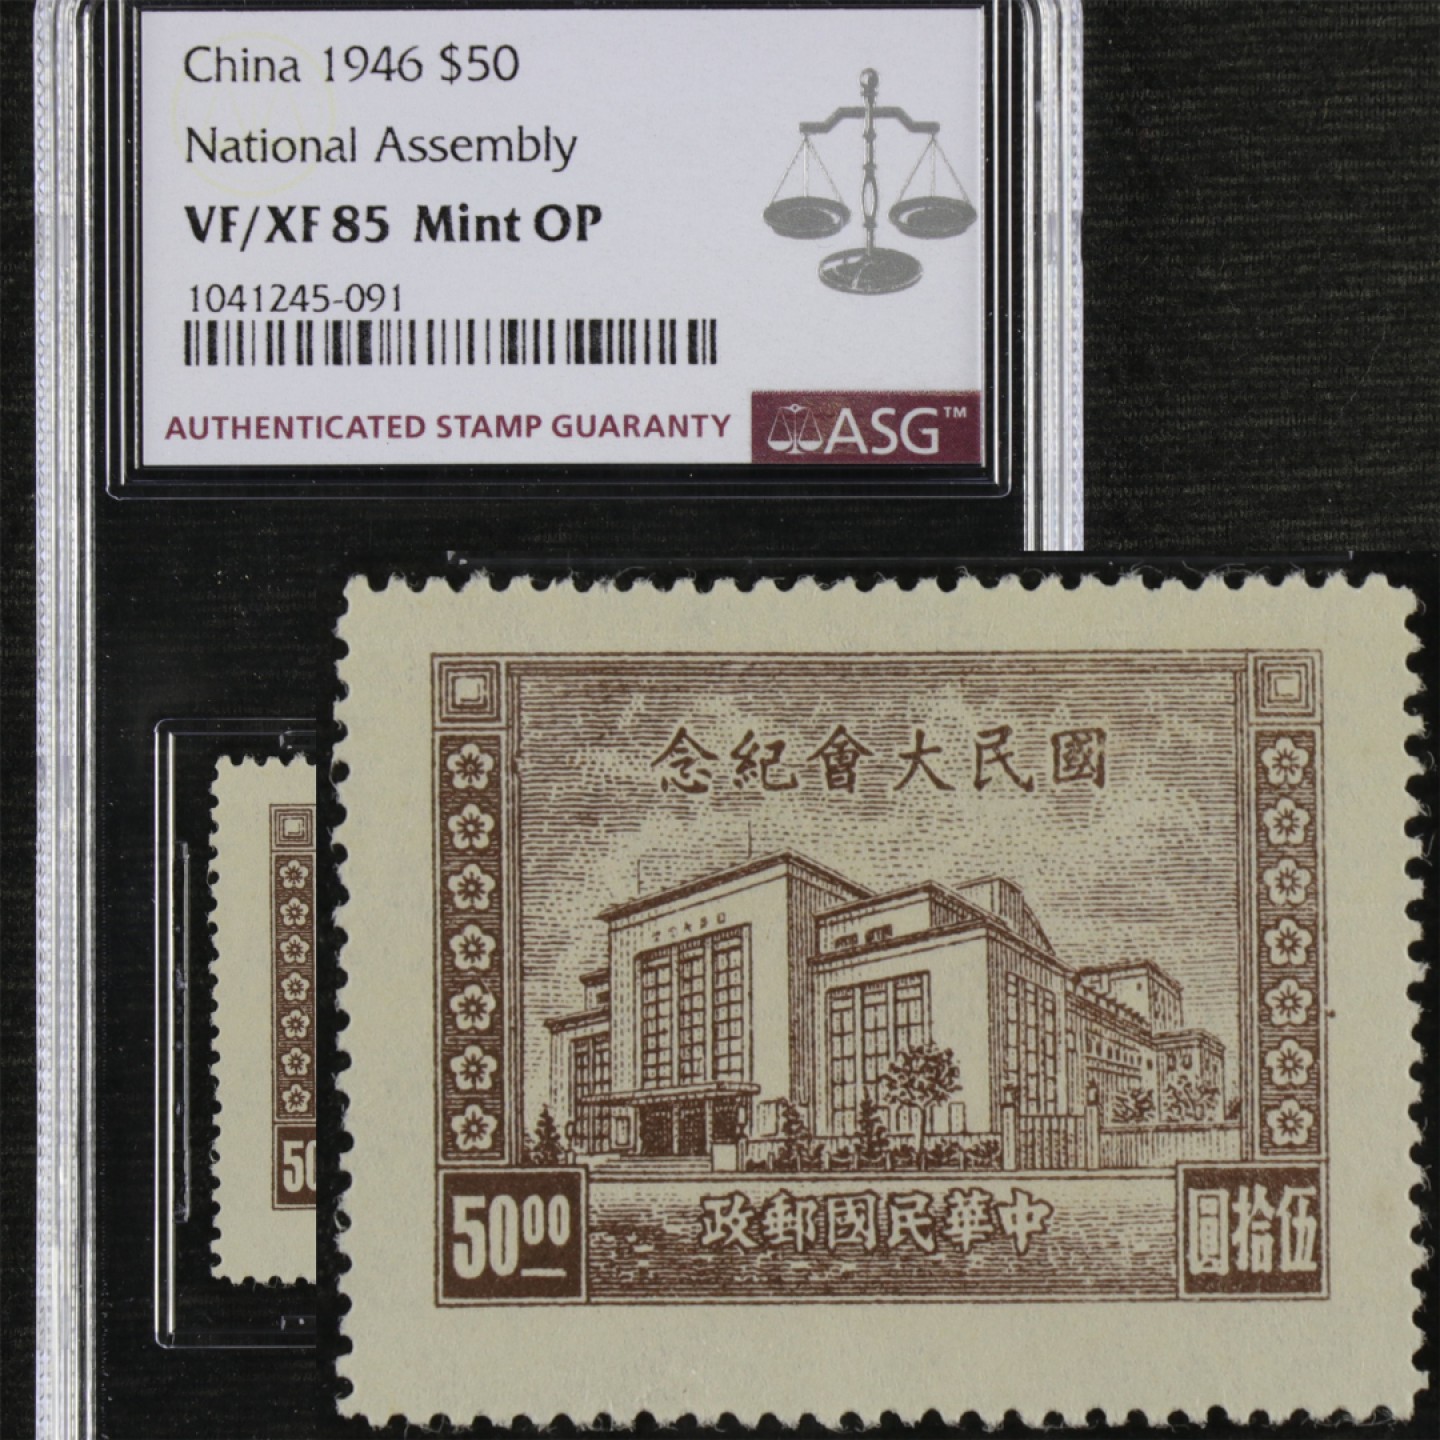 China 1946 $50
National Assembly
VF/XF 85 Mint OP
1041245-091
AUTHENTICATED STAMP GUARANTY
ASG™
國民大會紀念
50
50.00
中華民國郵政
伍拾圓